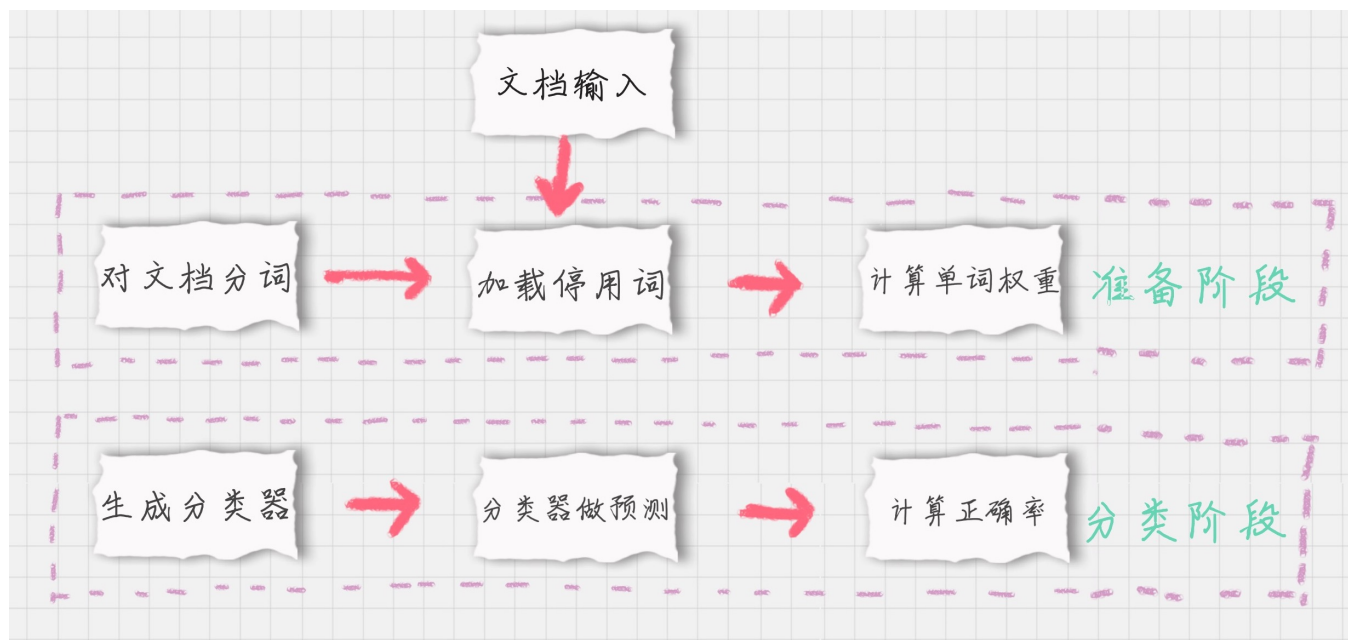 文档输入
对文档分词
加载停用词
计算单词权重
准备阶段
生成分类器
分类器做预测
计算正确率
分类阶段